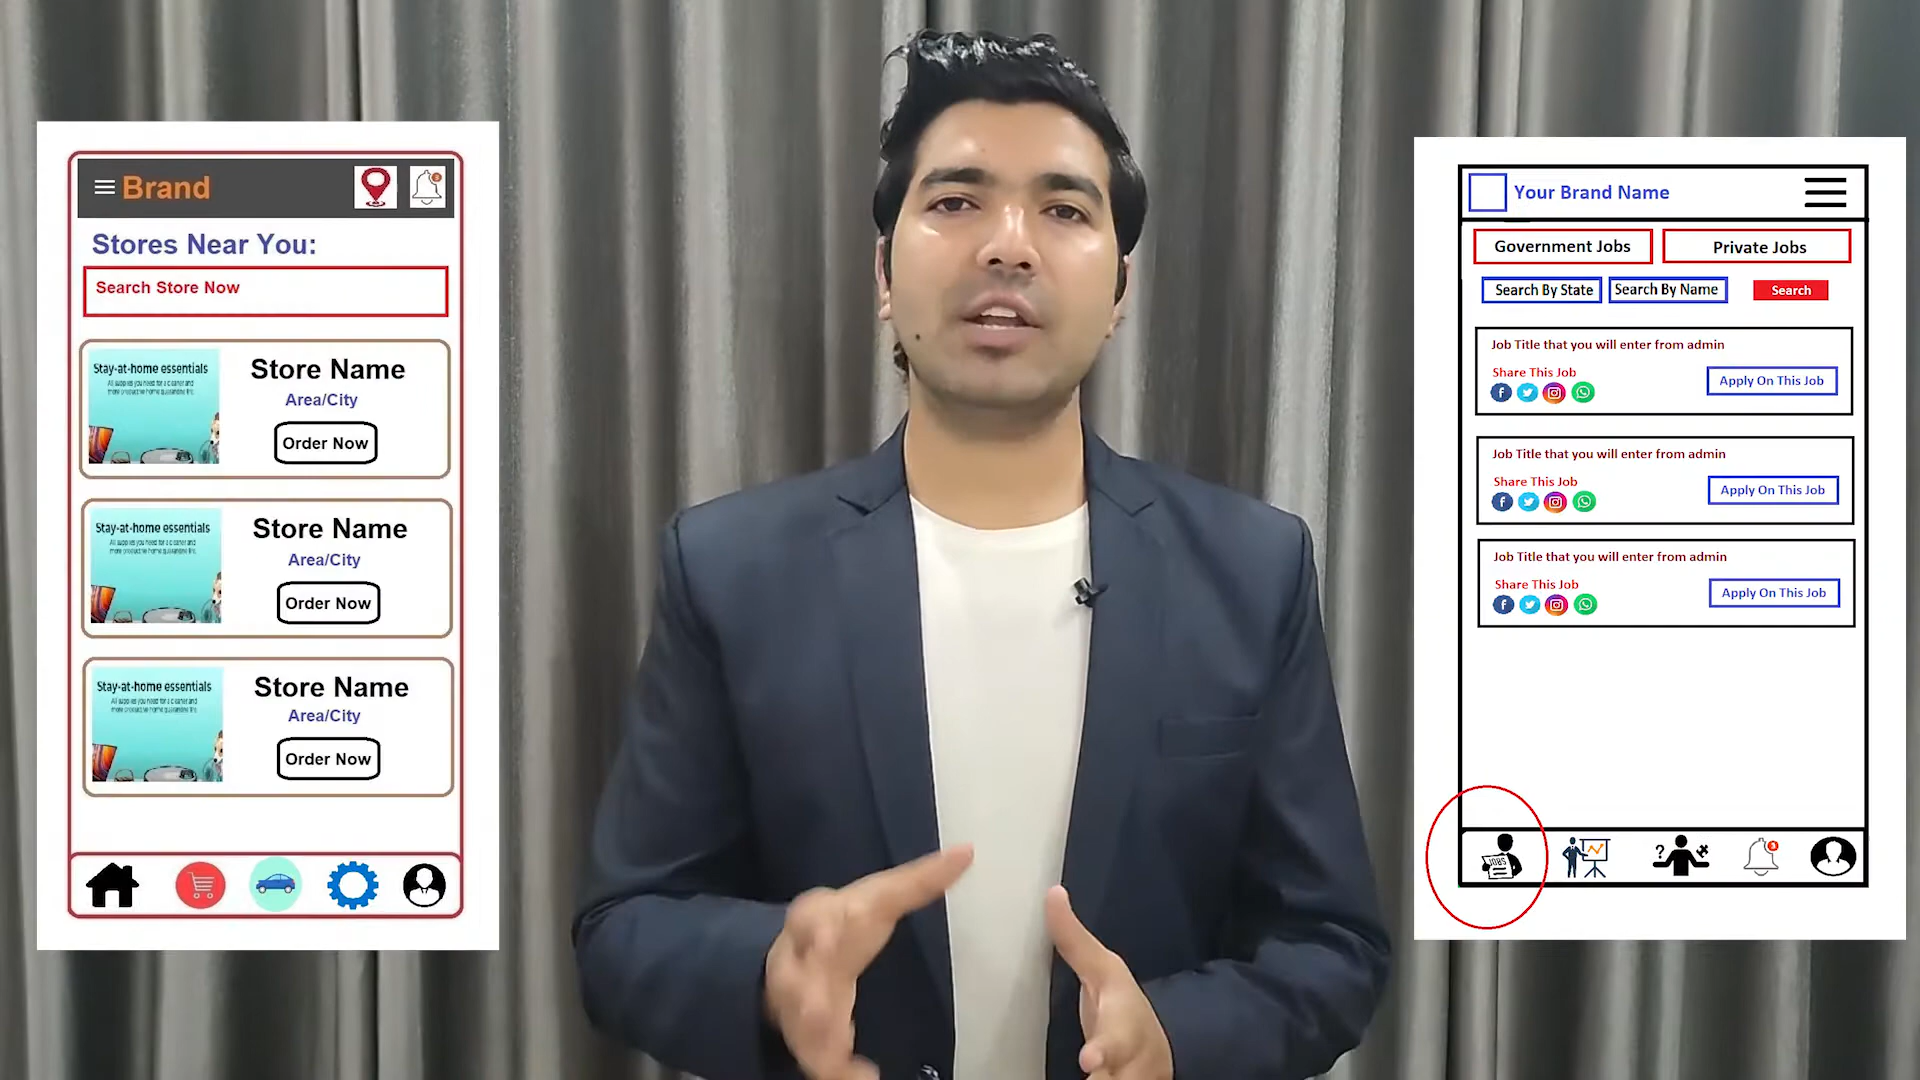 Brand
3
Stores Near You:
Search Store Now
Stay-at-home essentials
Store Name
Area/City
Order Now
Stay-at-home essentials
Store Name
Area/City
Order Now
Stay-at-home essentials
Store Name
Area/City
Order Now
Your Brand Name
Government Jobs
Private Jobs
Search By State
Search By Name
Search
Job Title that you will enter from admin
Share This Job
Apply On This Job
Job Title that you will enter from admin
Share This Job
Apply On This Job
Job Title that you will enter from admin
Share This Job
Apply On This Job
JOBS
?
3